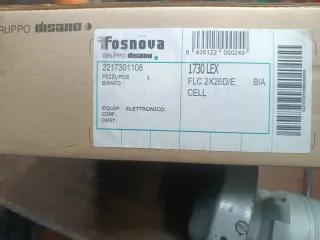 GRUPPO disano
Fosnova
GRUPPO disano
8 435122 000249
2217301108
1730 LEX
PEZZI/PCS 1
BIANCO
FLC 2X26D/E BIA
CELL
EQUIP. ELETTRONICO
CONF.
DEST.